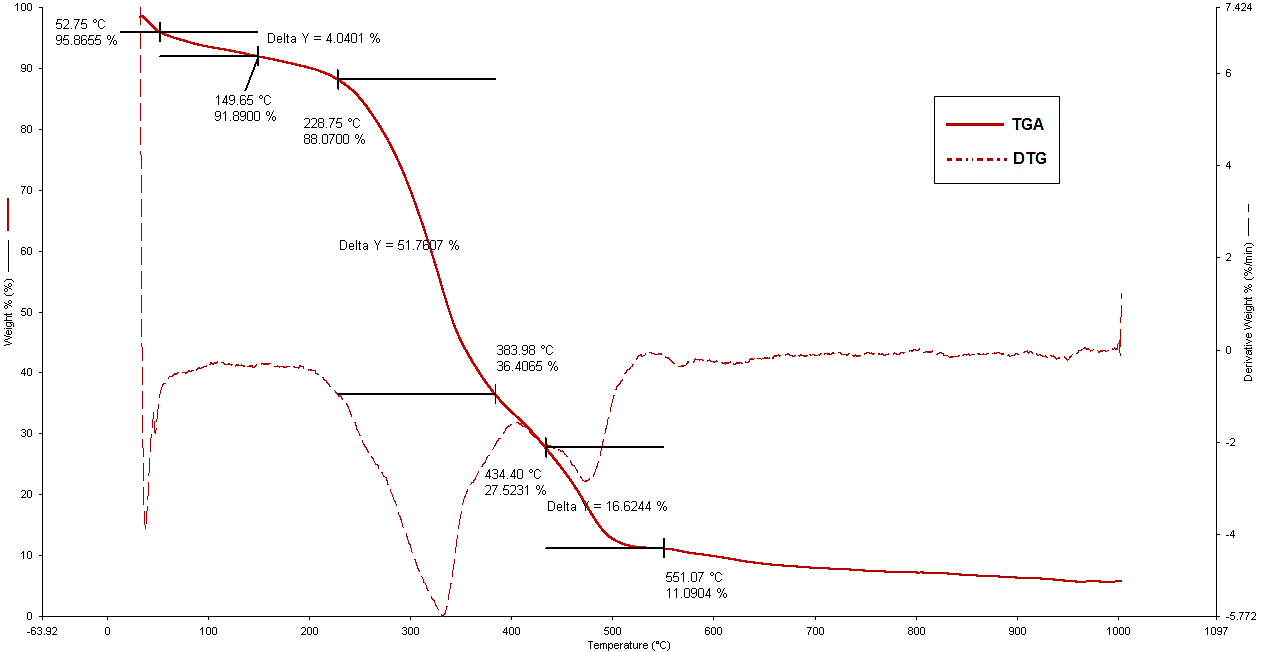 100
7.424
52.75 °C
95.8655 %
Delta Y = 4.0401 %
90
6
149.65 °C
91.8900 %
228.75 °C
88.0700 %
TGA
DTG
80
4
70
Delta Y = 51.7607 %
60
2
50
383.98 °C
36.4065 %
0
40
30
-2
434.40 °C
27.5231 %
Delta Y = 16.6244 %
20
-4
10
551.07 °C
11.0904 %
0
-5.772
-63.92 0 100 200 300 400 500 600 700 800 900 1000 1097
Temperature (°C)
Weight % (%)
Derivative Weight % (%/min)